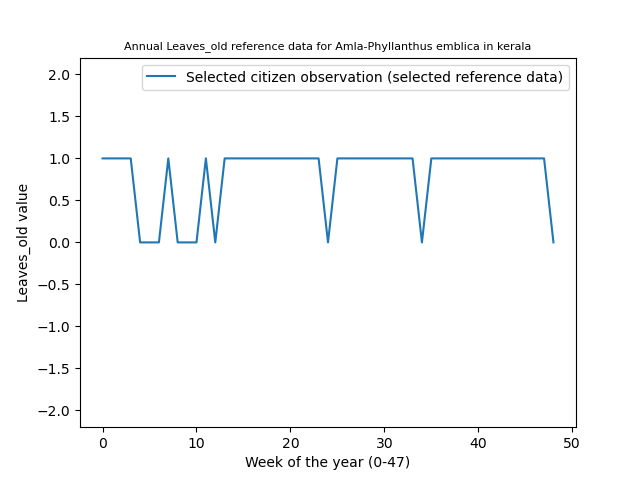 Annual Leaves_old reference data for Amla-Phyllanthus emblica in kerala
Selected citizen observation (selected reference data)
2.0
1.5
1.0
0.5
0.0
−0.5
−1.0
−1.5
−2.0
Leaves_old value
0 10 20 30 40 50
Week of the year (0-47)